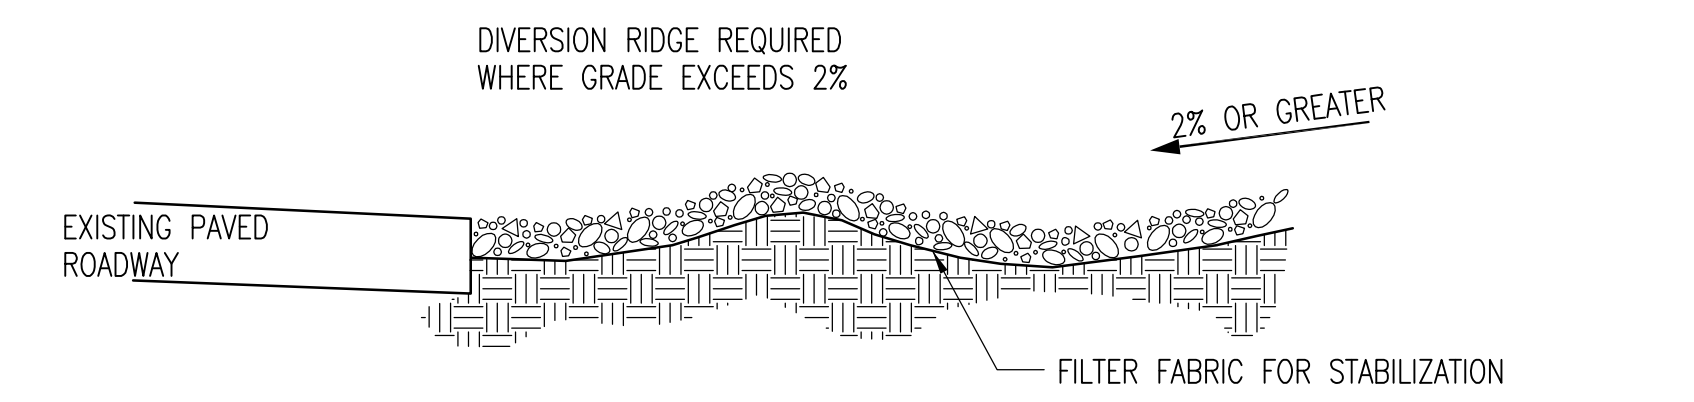 DIVERSION RIDGE REQUIRED
WHERE GRADE EXCEEDS 2%
2% OR GREATER
EXISTING PAVED
ROADWAY
FILTER FABRIC FOR STABILIZATION